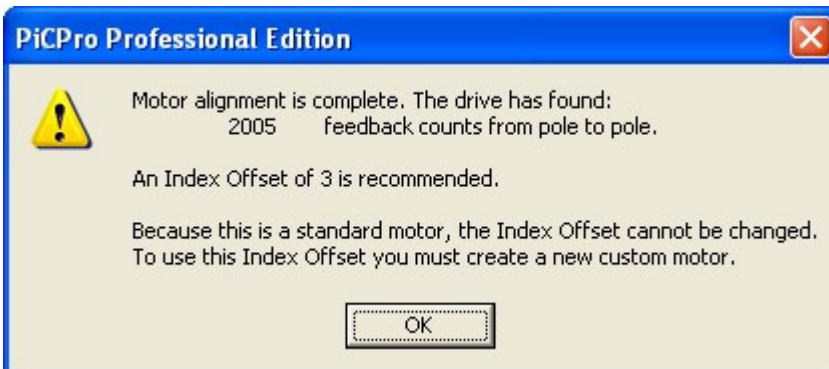 PiCPro Professional Edition
Motor alignment is complete. The drive has found:
2005 feedback counts from pole to pole.
An Index Offset of 3 is recommended.
Because this is a standard motor, the Index Offset cannot be changed.
To use this Index Offset you must create a new custom motor.
OK